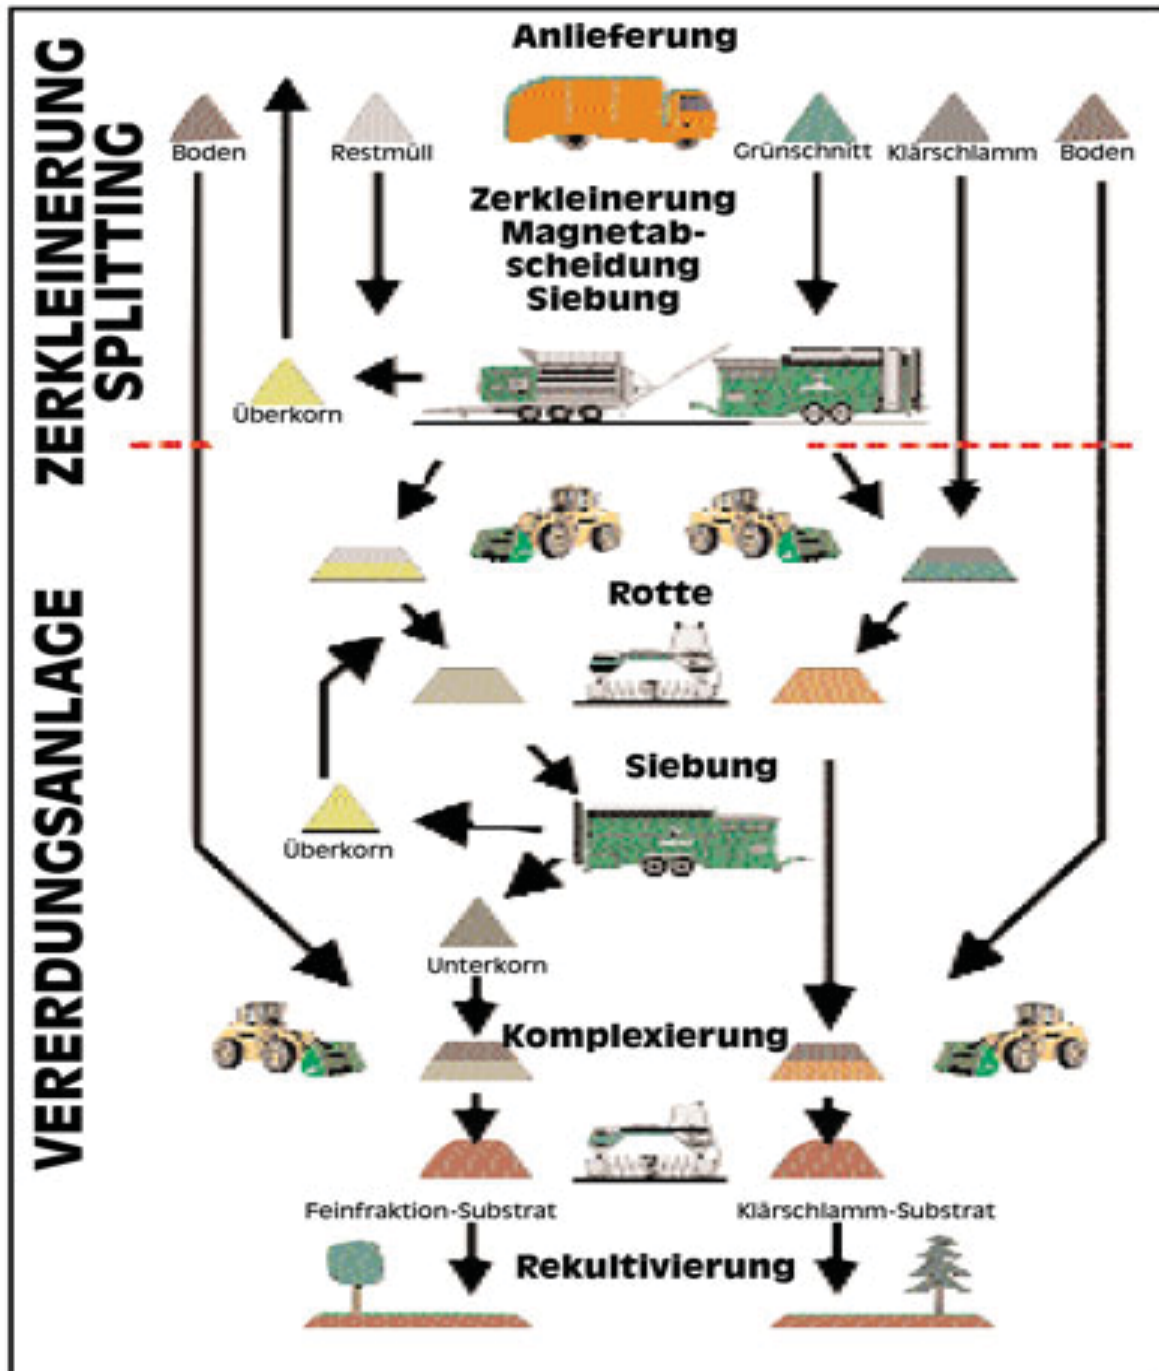 ZERKLEINERUNG
SPLITTING
VERERDUNGSANLAGE
Anlieferung
Boden
Restmüll
Grünschnitt
Klärschlamm
Boden
Zerkleinerung
Magnetab-
scheidung
Siebung
Überkorn
Rotte
Siebung
Überkorn
Unterkorn
Komplexierung
Feinfraktion-Substrat
Klärschlamm-Substrat
Rekultivierung